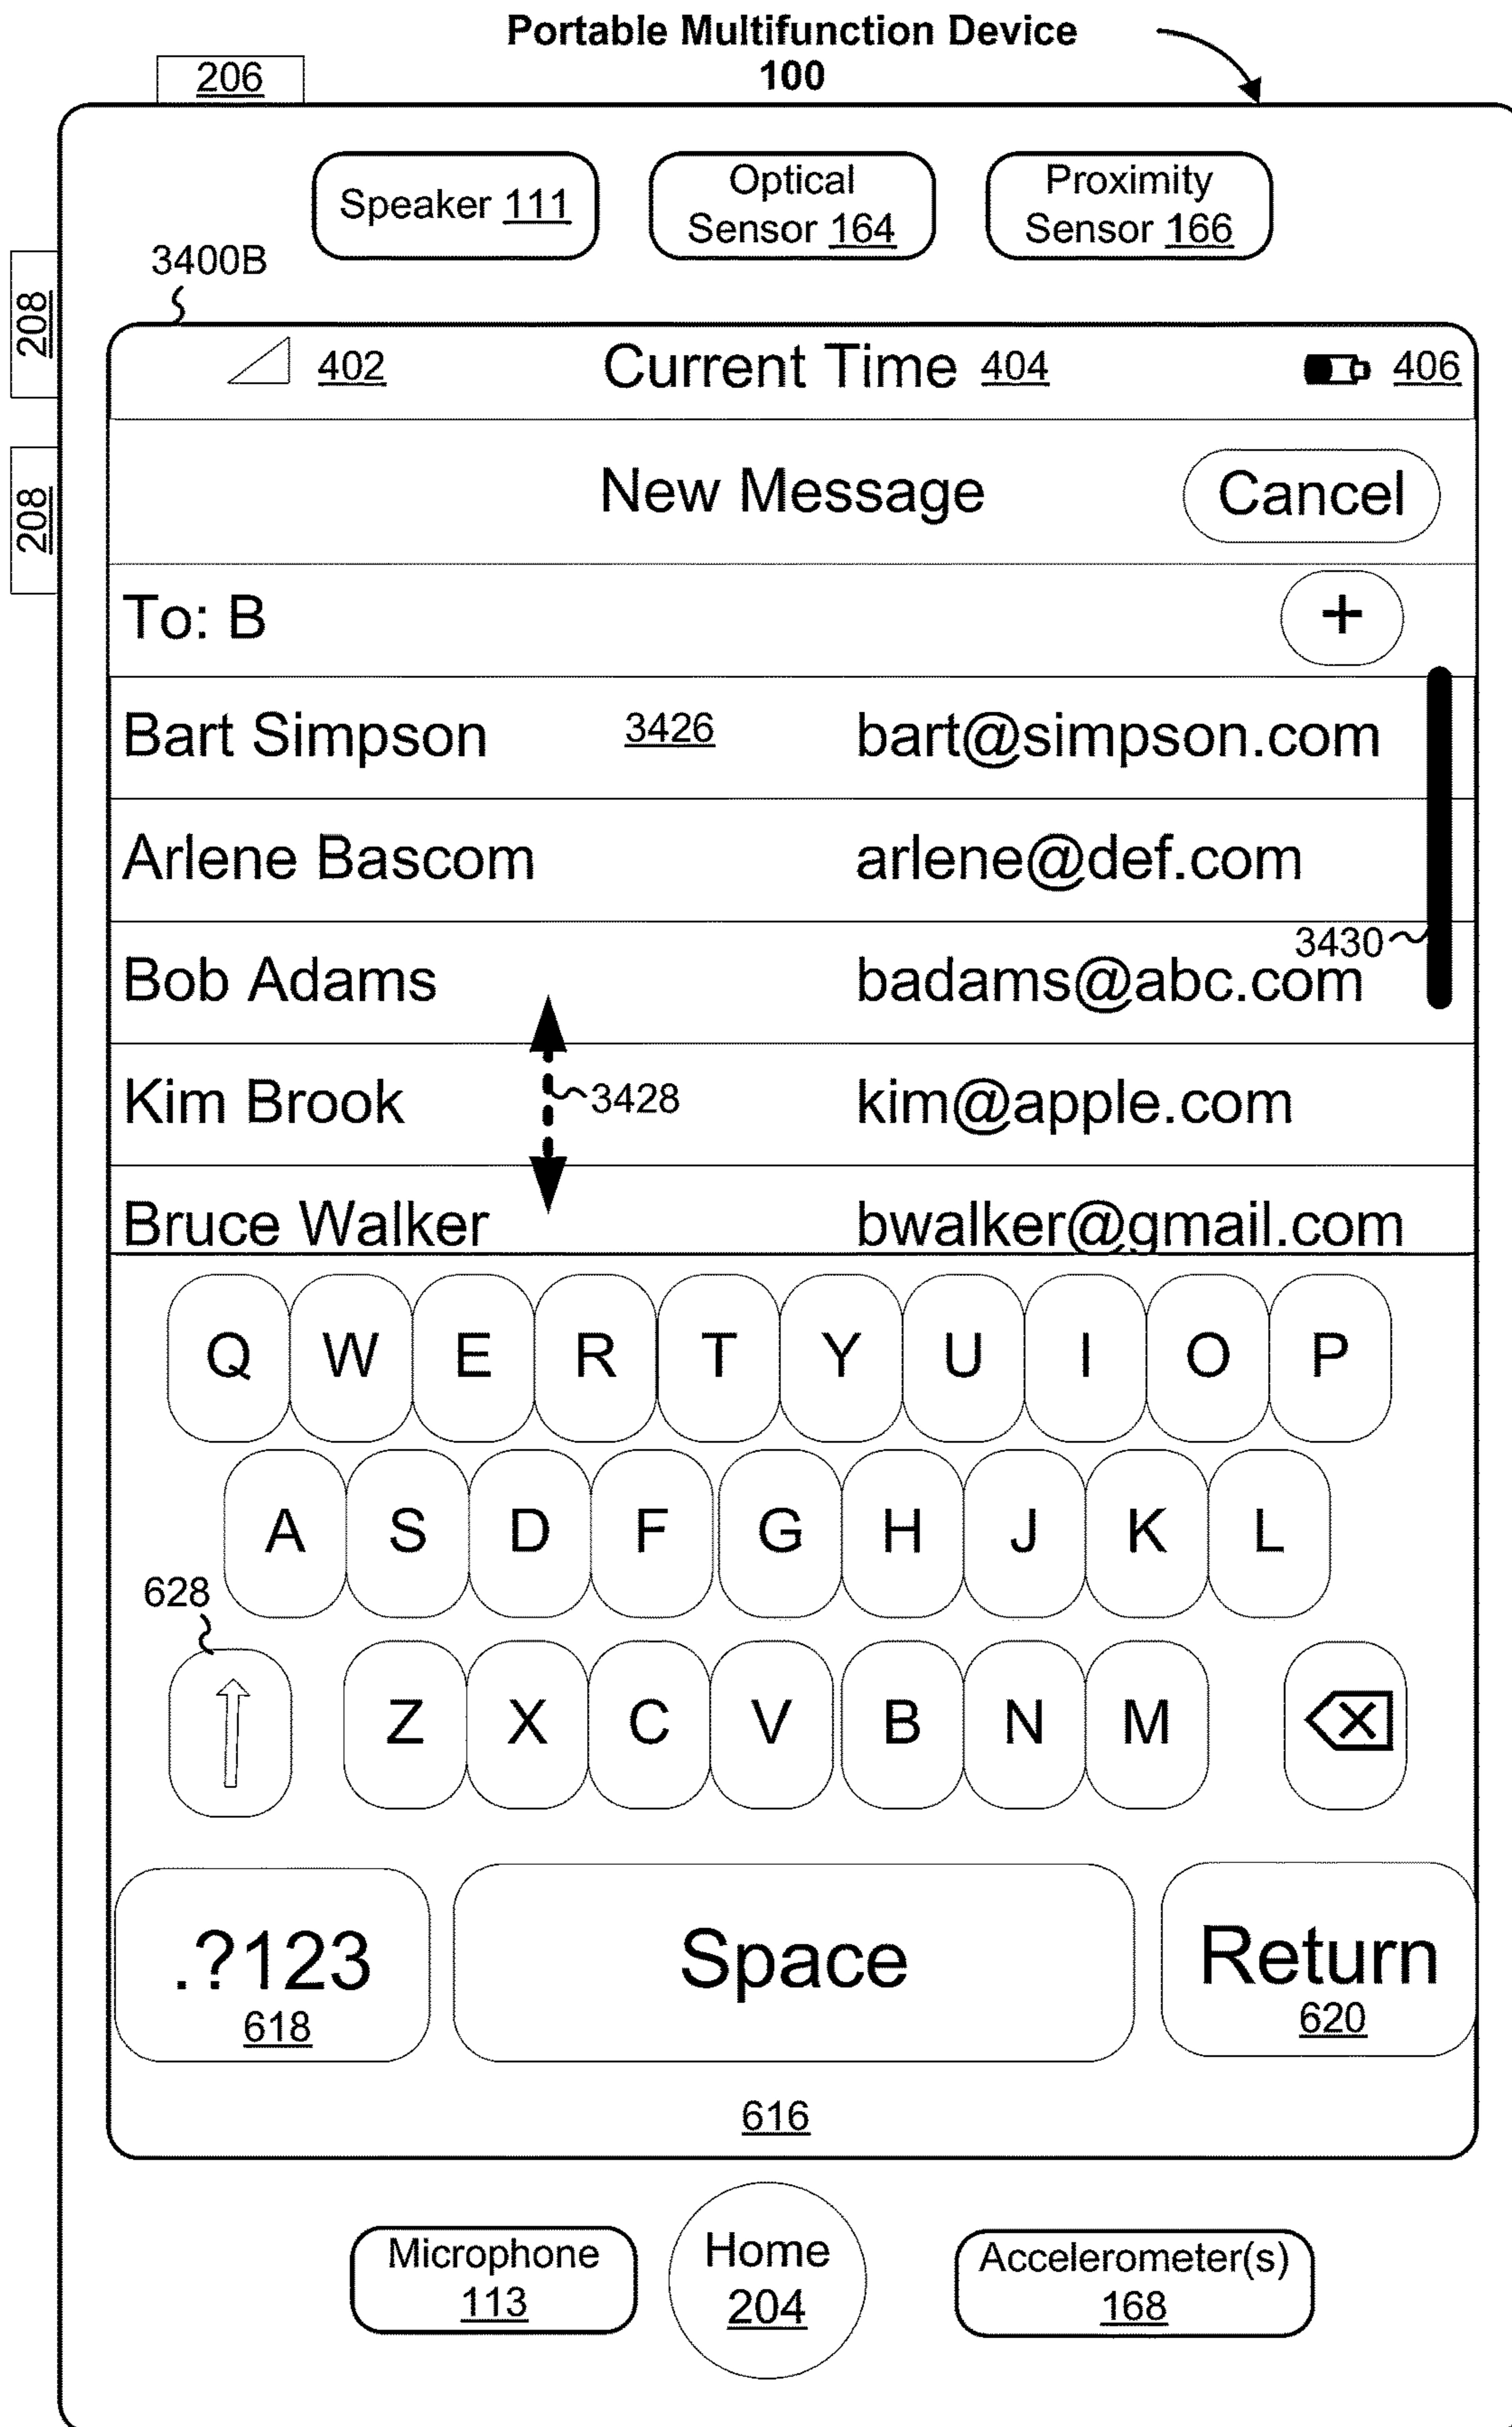 Portable Multifunction Device
100
206
Speaker 111
Optical
Sensor 164
Proximity
Sensor 166
3400B
208
208
402 Current Time 404 406
New Message Cancel
To: B +
Bart Simpson 3426 bart@simpson.com
Arlene Bascom arlene@def.com
3430
Bob Adams badams@abc.com
Kim Brook 3428 kim@apple.com
Bruce Walker bwalker@gmail.com
Q W E R T Y U I O P
A S D F G H J K L
628
Z X C V B N M
.?123 Space Return
618 620
616
Microphone
113
Home
204
Accelerometer(s)
168